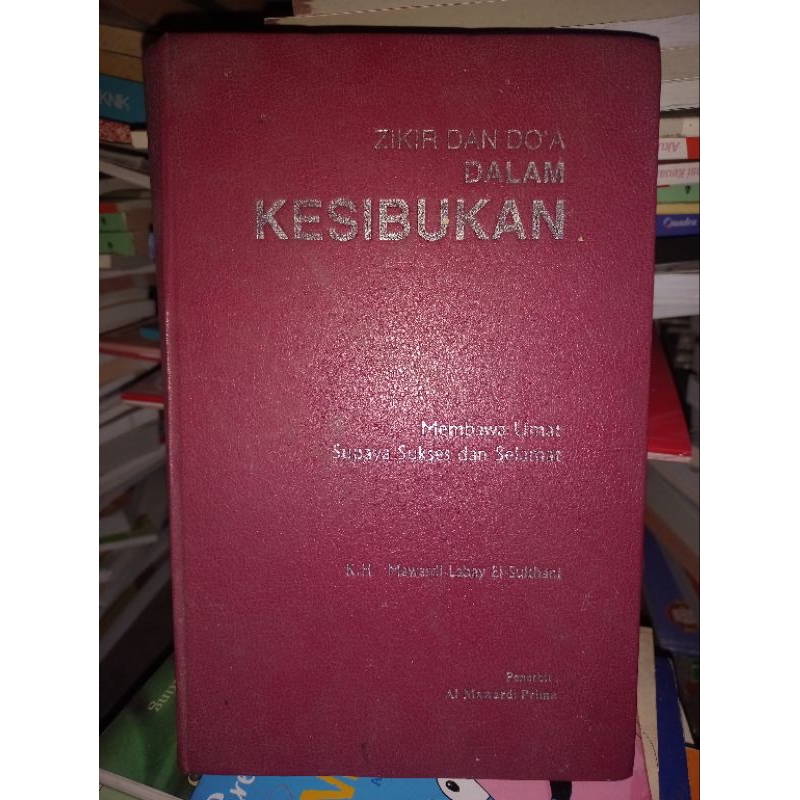 ZIKIR DAN DO'A
DALAM
KESIBUKAN
Membawa Umat
Supaya Sukses dan Selamat
K.H Mawardi Labay El-Sulthani
Penerbit :
Al-Mawardi Prima
KNIK